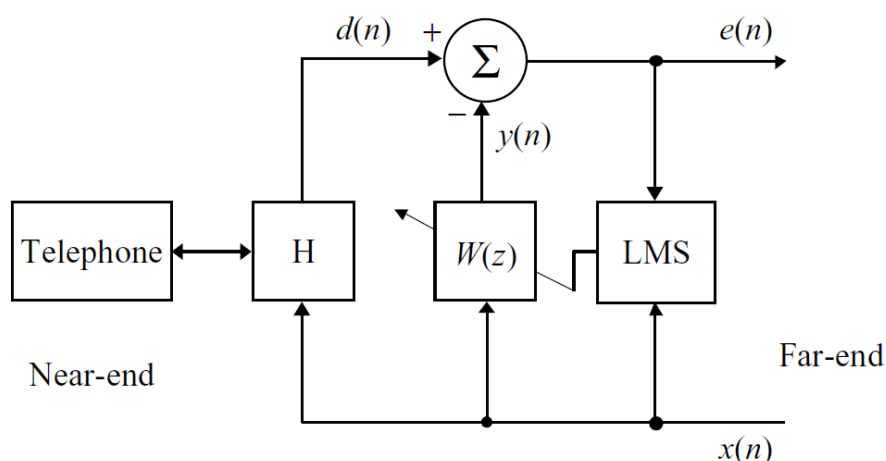 d(n) + Σ e(n)
− y(n)
Telephone H W(z) LMS
Near-end Far-end
x(n)